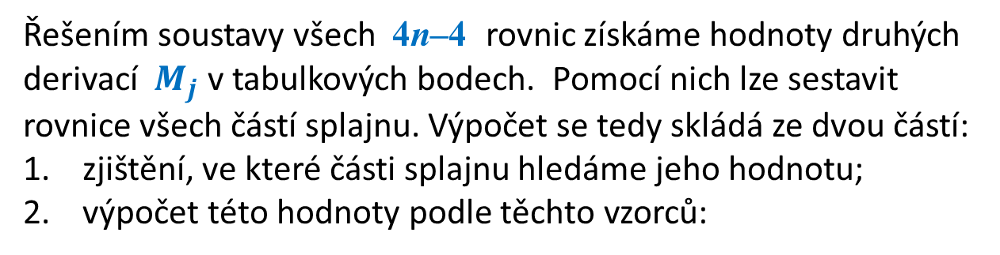 Řešením soustavy všech 4n–4 rovnic získáme hodnoty druhých
derivací M_j v tabulkových bodech. Pomocí nich lze sestavit
rovnice všech částí splajnu. Výpočet se tedy skládá ze dvou částí:
1. zjištění, ve které části splajnu hledáme jeho hodnotu;
2. výpočet této hodnoty podle těchto vzorců: